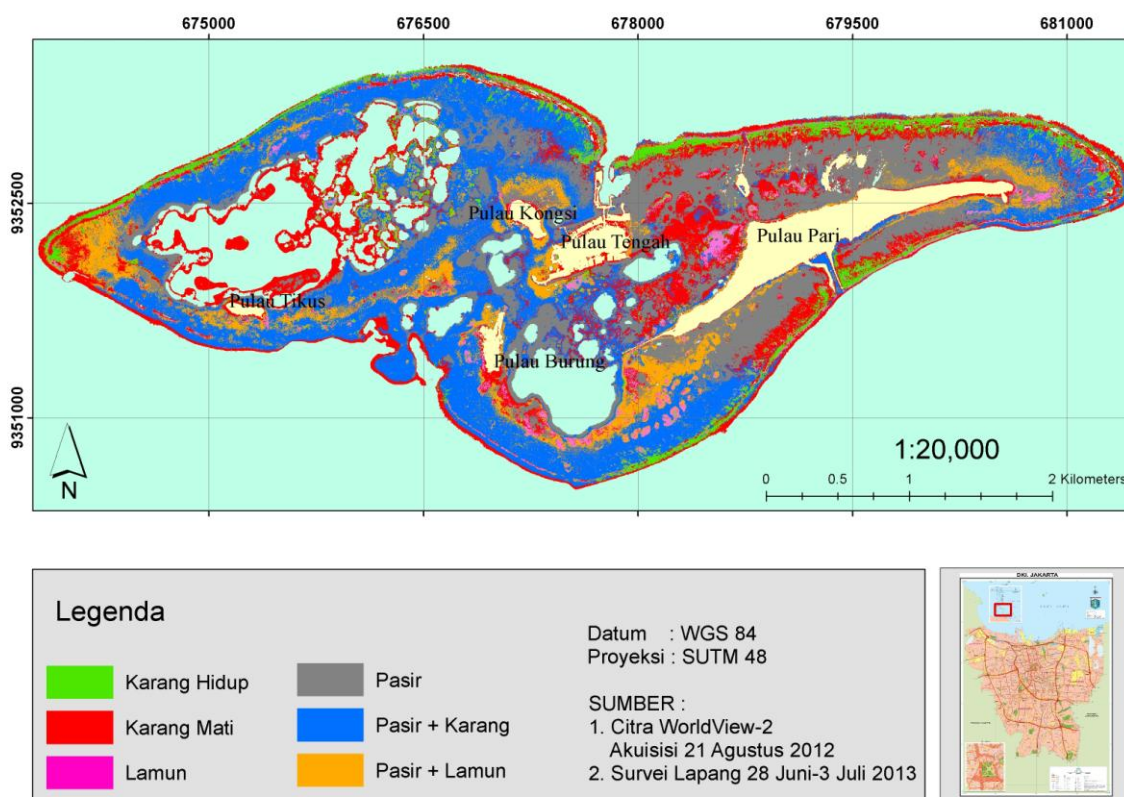 675000 676500 678000 679500 681000
9352500
9351000
Pulau Kongsi
Pulau Tengah
Pulau Pari
Pulau Tikus
Pulau Burung
N
1:20,000
0 0.5 1 2 Kilometers
Legenda
Karang Hidup
Karang Mati
Lamun
Pasir
Pasir + Karang
Pasir + Lamun
Datum : WGS 84
Proyeksi : SUTM 48
SUMBER :
1. Citra WorldView-2
Akuisisi 21 Agustus 2012
2. Survei Lapang 28 Juni-3 Juli 2013
DKI. JAKARTA